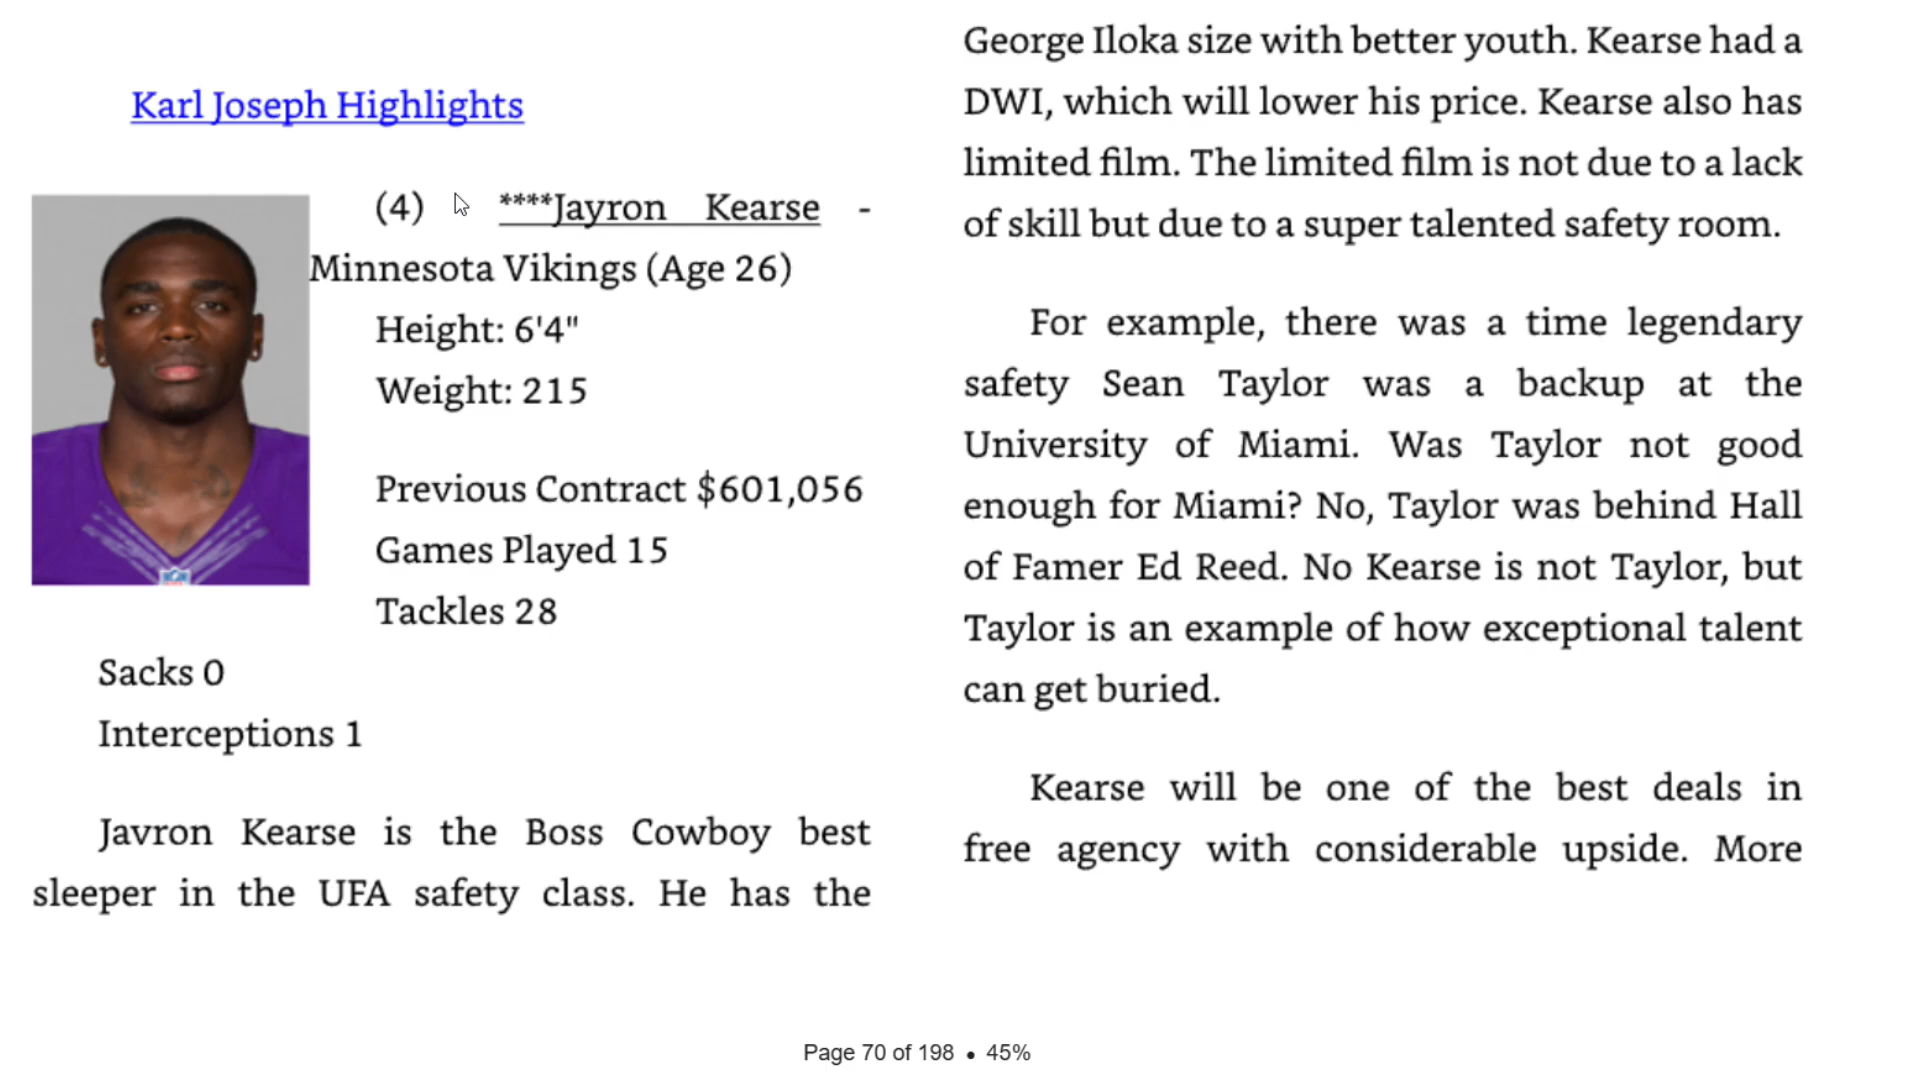 Karl Joseph Highlights
(4) ****Jayron Kearse -
Minnesota Vikings (Age 26)
Height: 6'4"
Weight: 215
Previous Contract $601,056
Games Played 15
Tackles 28
Sacks 0
Interceptions 1
Javron Kearse is the Boss Cowboy best
sleeper in the UFA safety class. He has the
George Iloka size with better youth. Kearse had a
DWI, which will lower his price. Kearse also has
limited film. The limited film is not due to a lack
of skill but due to a super talented safety room.
For example, there was a time legendary
safety Sean Taylor was a backup at the
University of Miami. Was Taylor not good
enough for Miami? No, Taylor was behind Hall
of Famer Ed Reed. No Kearse is not Taylor, but
Taylor is an example of how exceptional talent
can get buried.
Kearse will be one of the best deals in
free agency with considerable upside. More
Page 70 of 198 • 45%